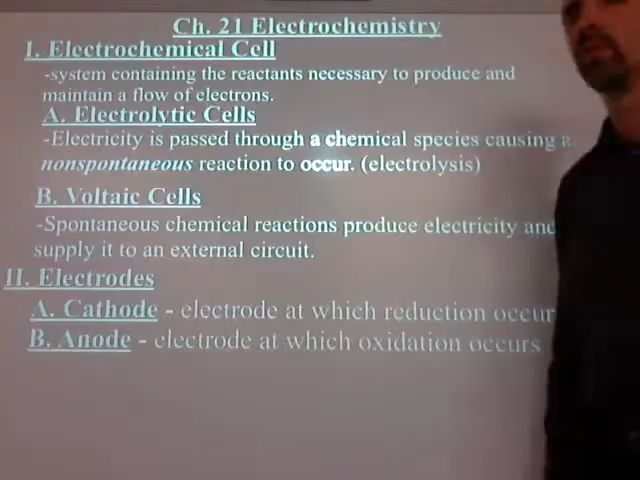 Ch. 21 Electrochemistry
I. Electrochemical Cell
-system containing the reactants necessary to produce and
maintain a flow of electrons.
A. Electrolytic Cells
-Electricity is passed through a chemical species causing a
nonspontaneous reaction to occur. (electrolysis)
B. Voltaic Cells
-Spontaneous chemical reactions produce electricity and
supply it to an external circuit.
II. Electrodes
A. Cathode - electrode at which reduction occur
B. Anode - electrode at which oxidation occurs